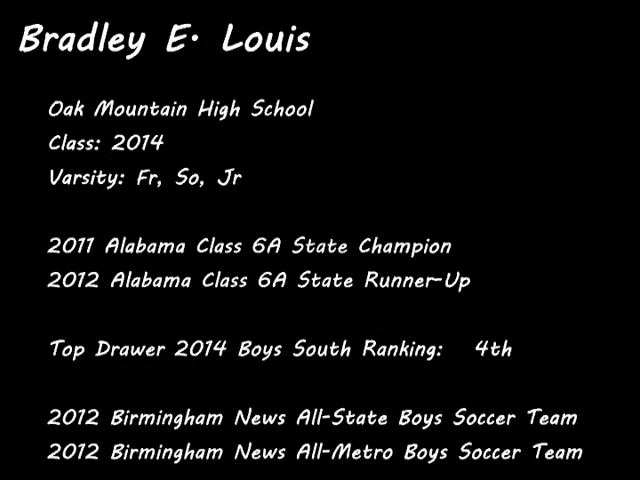 Bradley E. Louis
Oak Mountain High School
Class: 2014
Varsity: Fr, So, Jr
2011 Alabama Class 6A State Champion
2012 Alabama Class 6A State Runner-Up
Top Drawer 2014 Boys South Ranking: 4th
2012 Birmingham News All-State Boys Soccer Team
2012 Birmingham News All-Metro Boys Soccer Team